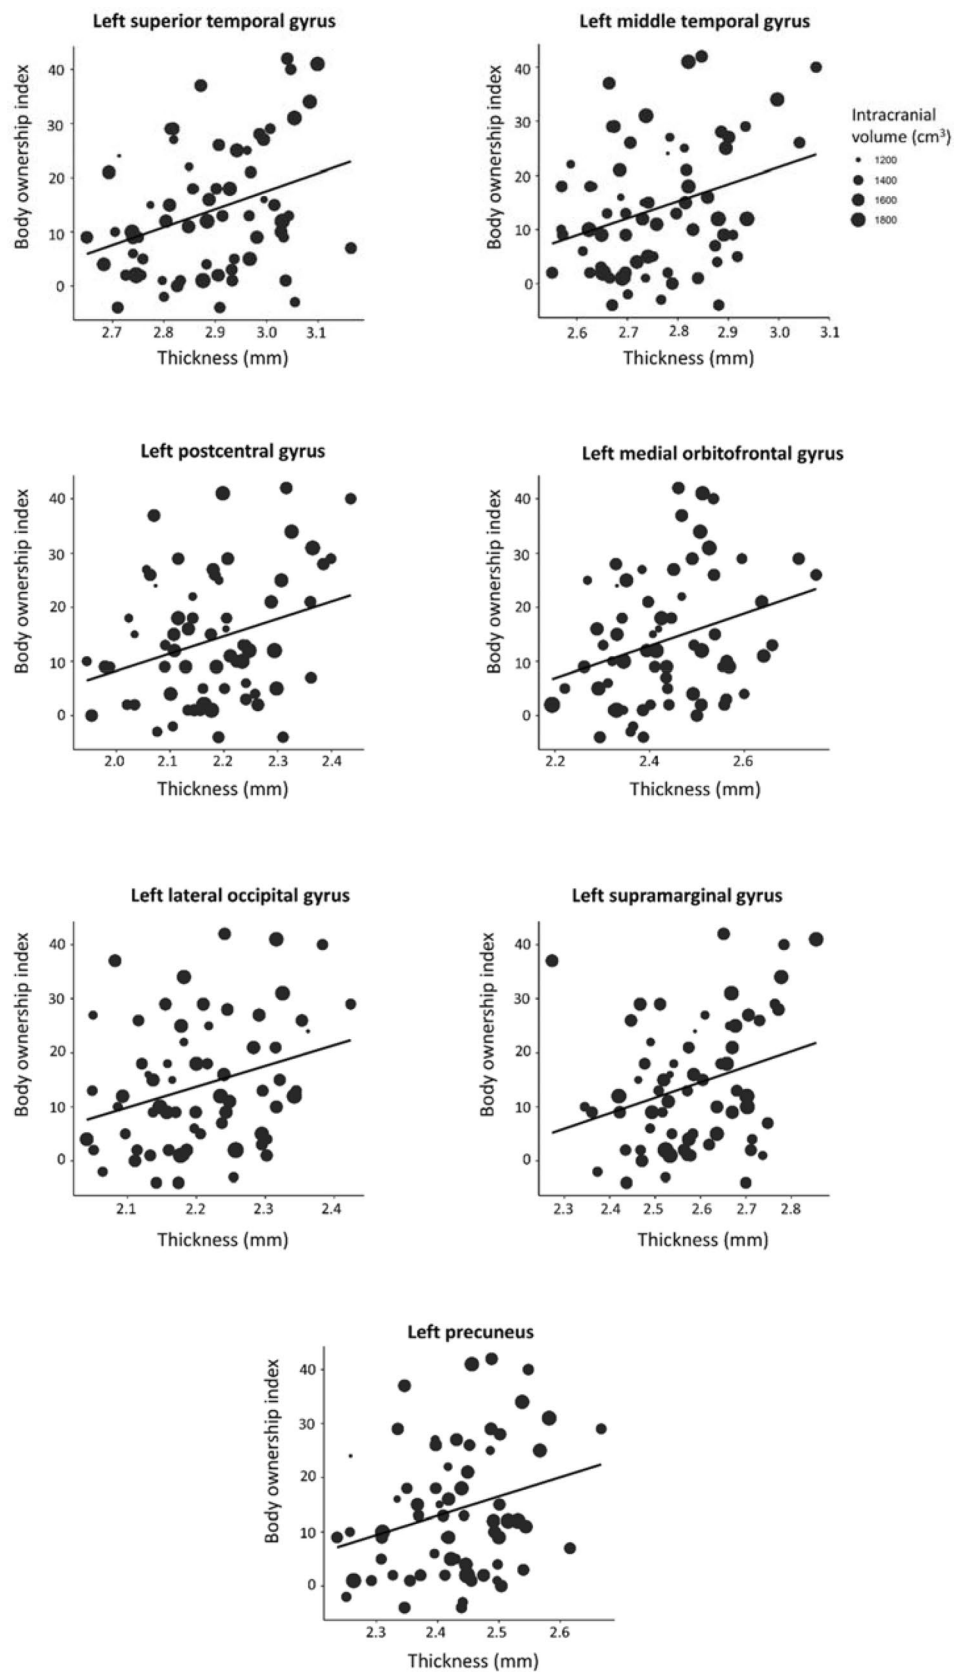 Left superior temporal gyrus
Body ownership index
40
30
20
10
0
2.7 2.8 2.9 3.0 3.1
Thickness (mm)
Left middle temporal gyrus
Body ownership index
40
30
20
10
0
2.6 2.7 2.8 2.9 3.0 3.1
Thickness (mm)
Intracranial
volume (cm³)
1200
1400
1600
1800
Left postcentral gyrus
Body ownership index
40
30
20
10
0
2.0 2.1 2.2 2.3 2.4
Thickness (mm)
Left medial orbitofrontal gyrus
Body ownership index
40
30
20
10
0
2.2 2.4 2.6
Thickness (mm)
Left lateral occipital gyrus
Body ownership index
40
30
20
10
0
2.1 2.2 2.3 2.4
Thickness (mm)
Left supramarginal gyrus
Body ownership index
40
30
20
10
0
2.3 2.4 2.5 2.6 2.7 2.8
Thickness (mm)
Left precuneus
Body ownership index
40
30
20
10
0
2.3 2.4 2.5 2.6
Thickness (mm)